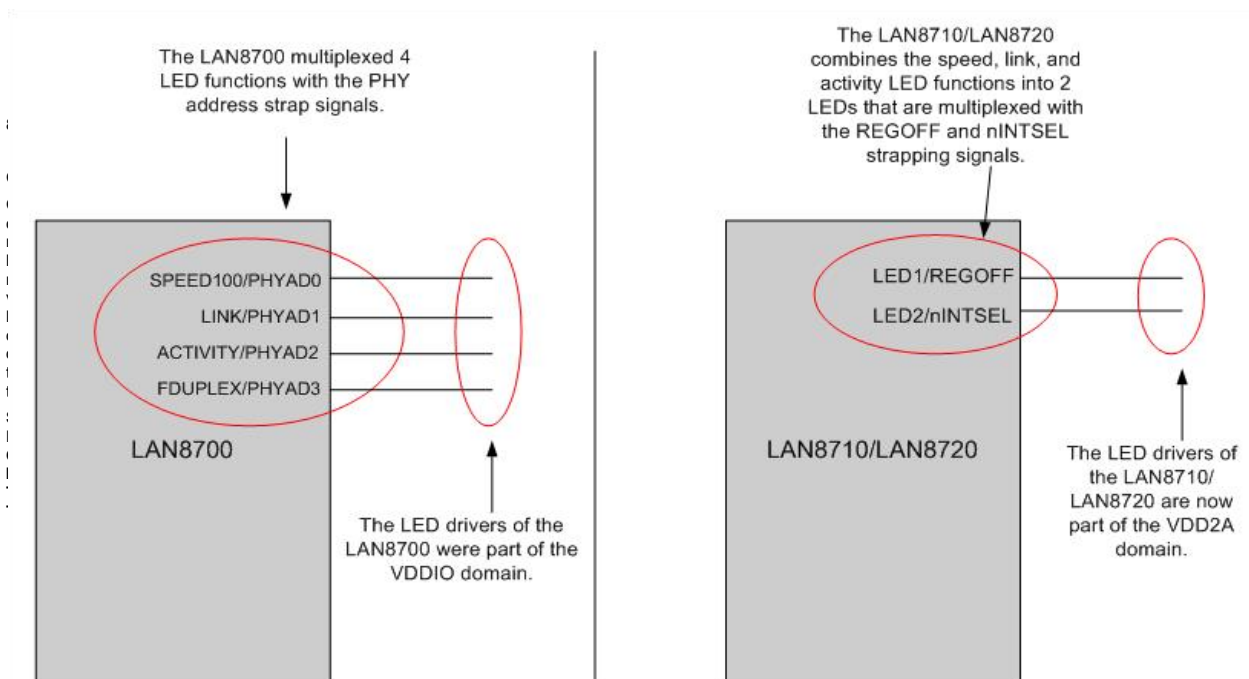 The LAN8700 multiplexed 4
LED functions with the PHY
address strap signals.
SPEED100/PHYAD0
LINK/PHYAD1
ACTIVITY/PHYAD2
FDUPLEX/PHYAD3
LAN8700
The LED drivers of the
LAN8700 were part of the
VDDIO domain.
The LAN8710/LAN8720
combines the speed, link, and
activity LED functions into 2
LEDs that are multiplexed with
the REGOFF and nINTSEL
strapping signals.
LED1/REGOFF
LED2/nINTSEL
LAN8710/LAN8720
The LED drivers of
the LAN8710/
LAN8720 are now
part of the VDD2A
domain.